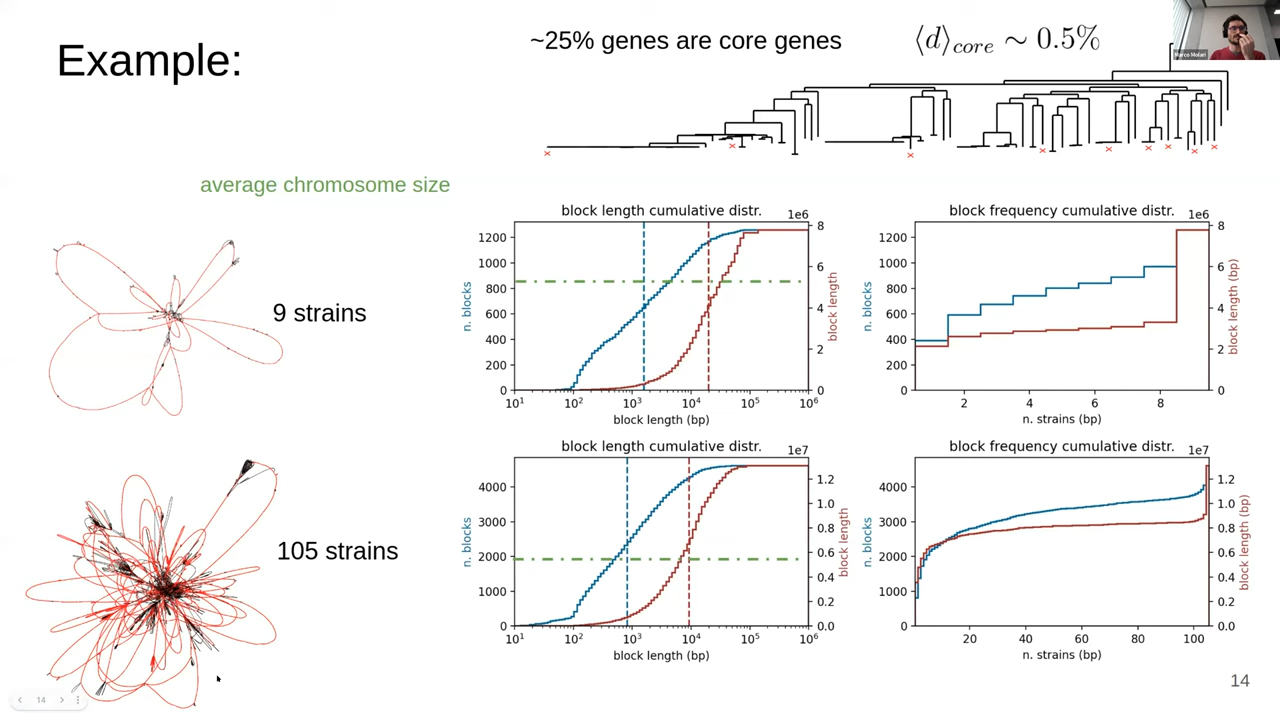 Example:
~25% genes are core genes
⟨d⟩core ∼ 0.5%
Marco Molari
x x x x x x x x x
average chromosome size
9 strains
block length cumulative distr.
1e6
n. blocks
1200
1000
800
600
400
200
0
8
6
4
2
0
block length
10^1 10^2 10^3 10^4 10^5 10^6
block length (bp)
block frequency cumulative distr.
1e6
n. blocks
1200
1000
800
600
400
200
0
8
6
4
2
0
block length (bp)
2 4 6 8
n. strains (bp)
105 strains
block length cumulative distr.
1e7
n. blocks
4000
3000
2000
1000
0
1.2
1.0
0.8
0.6
0.4
0.2
0.0
block length
10^1 10^2 10^3 10^4 10^5 10^6
block length (bp)
block frequency cumulative distr.
1e7
n. blocks
4000
3000
2000
1000
0
1.2
1.0
0.8
0.6
0.4
0.2
0.0
block length (bp)
20 40 60 80 100
n. strains (bp)
14
14